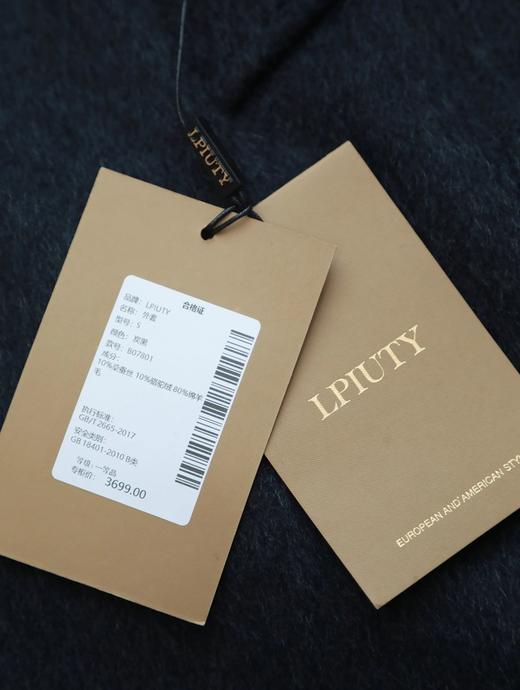 LPIUTY
合格证
品牌：LPIUTY
名称：外套
型号：S
颜色：炭黑
款号：B07801
成分：
10%桑蚕丝 10%骆驼绒 80%绵羊
毛
执行标准：
GB/T 2665-2017
安全类别：
GB 18401-2010 B类
等级：一等品
专柜价：3699.00
LPIUTY
EUROPEAN AND AMERICAN STY